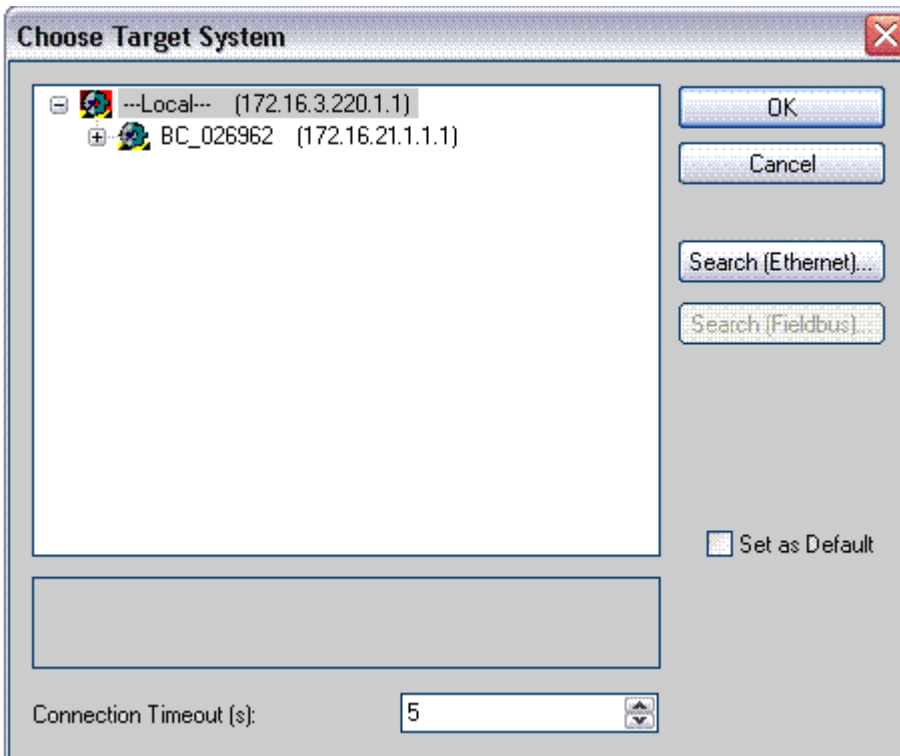 Choose Target System
---Local--- (172.16.3.220.1.1)
BC_026962 (172.16.21.1.1.1)
OK
Cancel
Search (Ethernet)...
Search (Fieldbus)...
Set as Default
Connection Timeout (s):
5